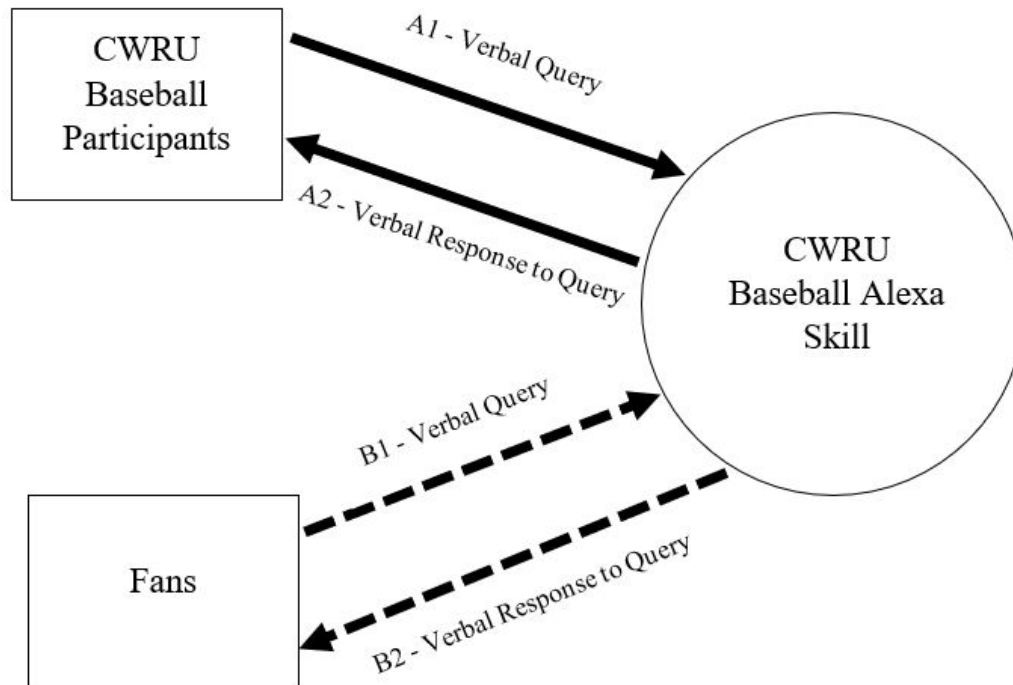 CWRU
Baseball
Participants
A1 - Verbal Query
A2 - Verbal Response to Query
CWRU
Baseball Alexa
Skill
B1 - Verbal Query
Fans
B2 - Verbal Response to Query